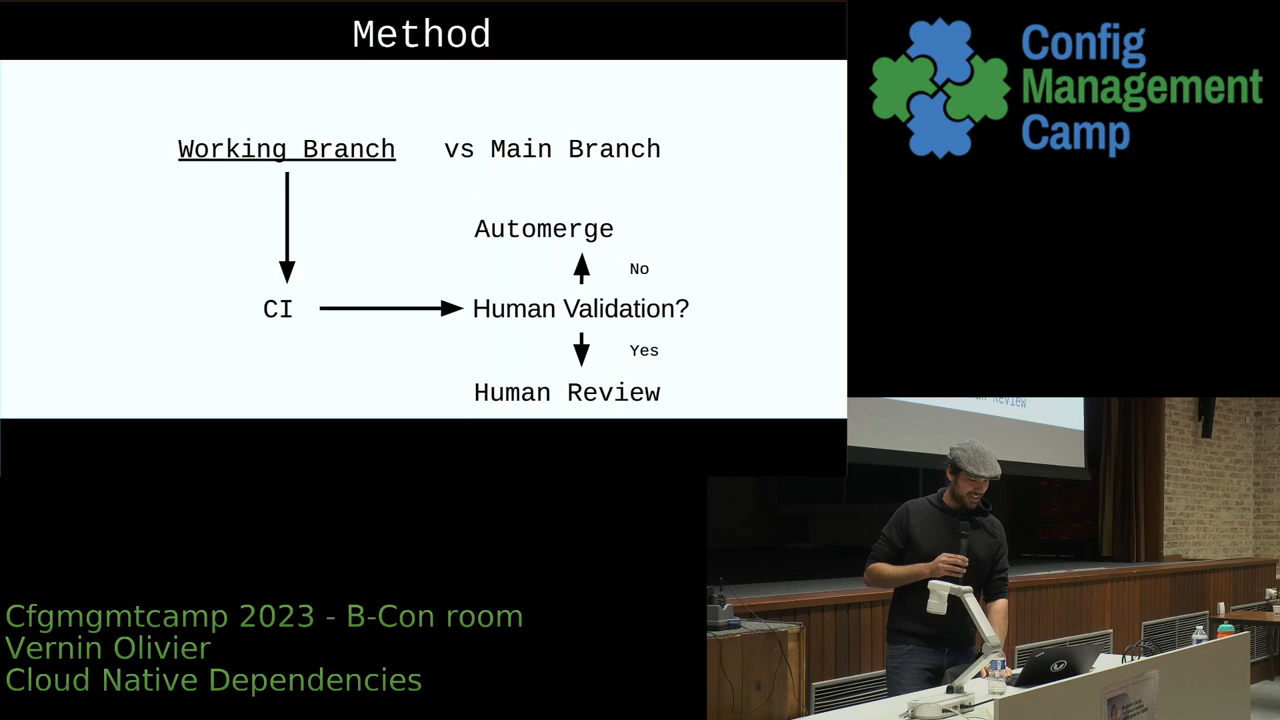 Method
Working Branch vs Main Branch
Automerge
No
CI
Human Validation?
Yes
Human Review
Config
Management
Camp
Review
Cfgmgmtcamp 2023 - B-Con room
Vernin Olivier
Cloud Native Dependencies